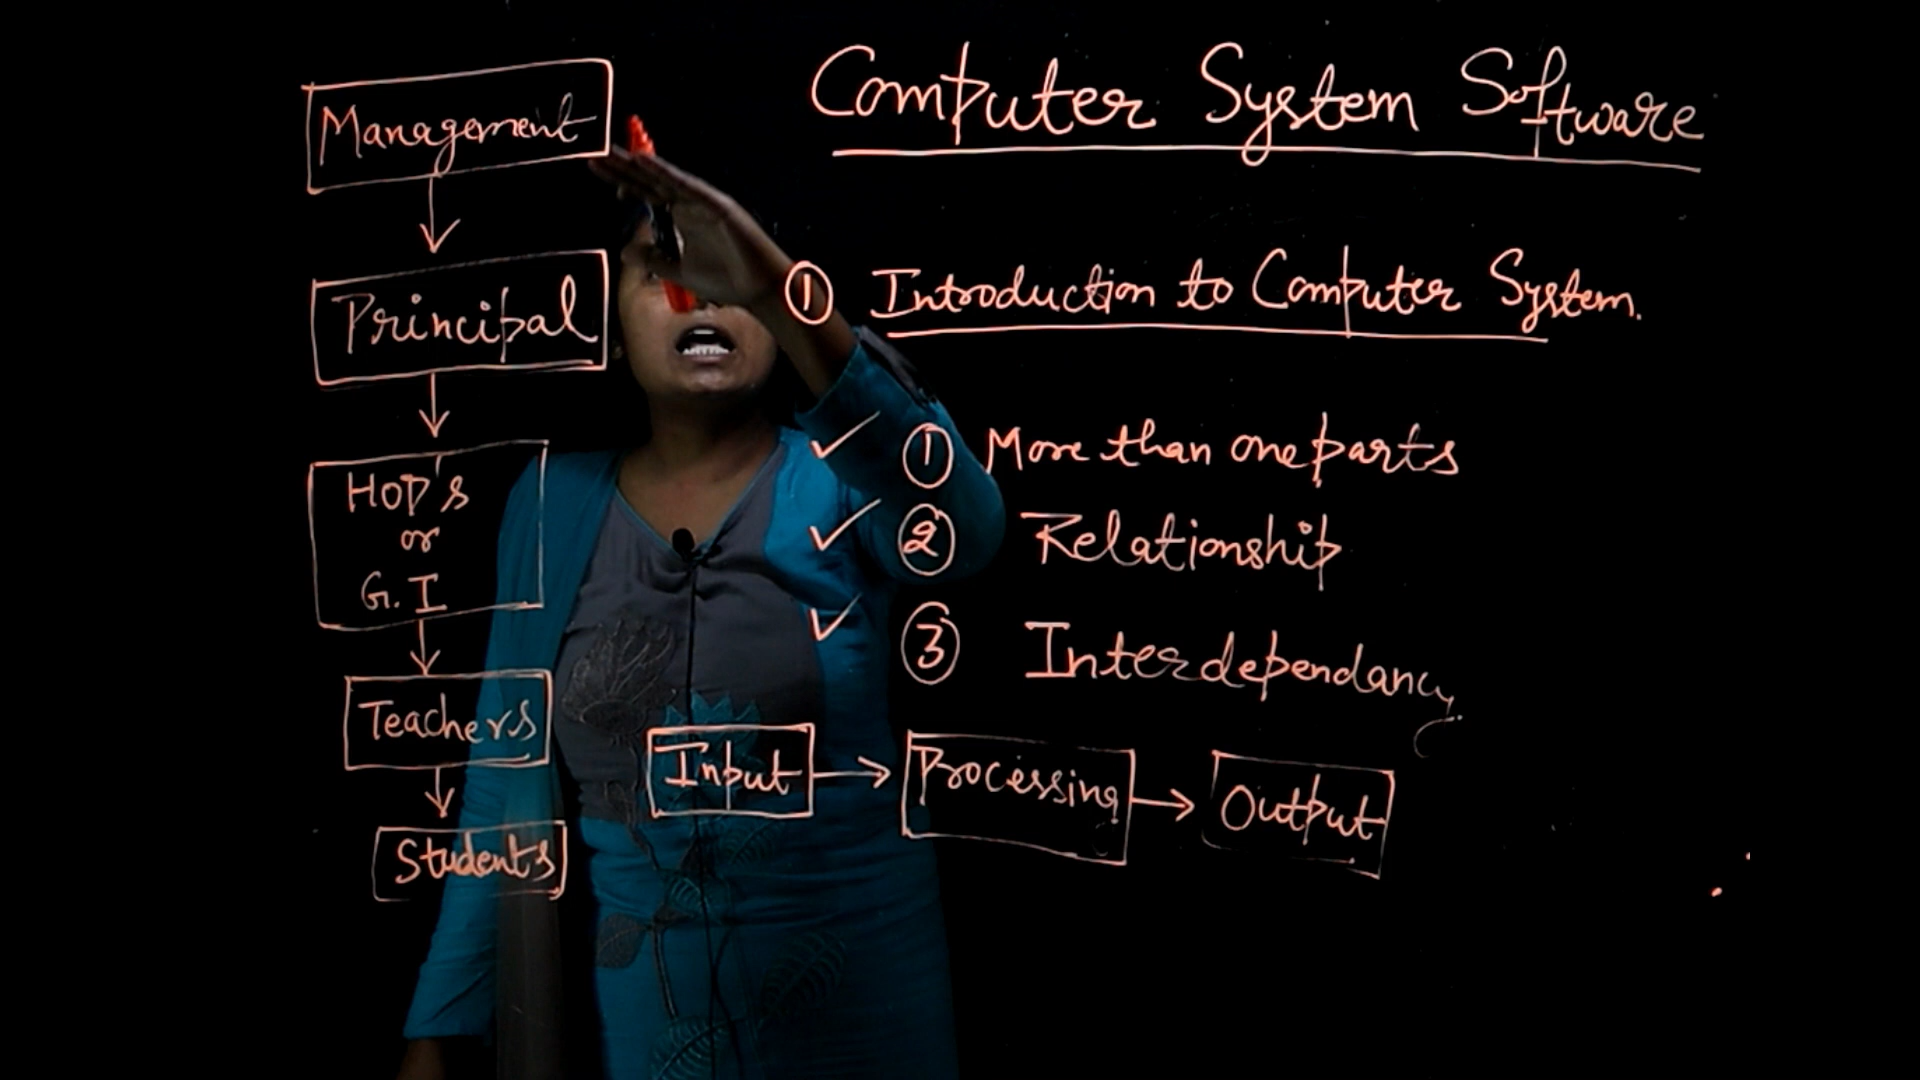 Computer System Software
① Introduction to Computer System.
✓ ① More than one parts
✓ ② Relationship
✓ ③ Interdependancy
Input → Processing → Output
Management
↓
Principal
↓
HOD's
or
G.I
↓
Teachers
↓
Students